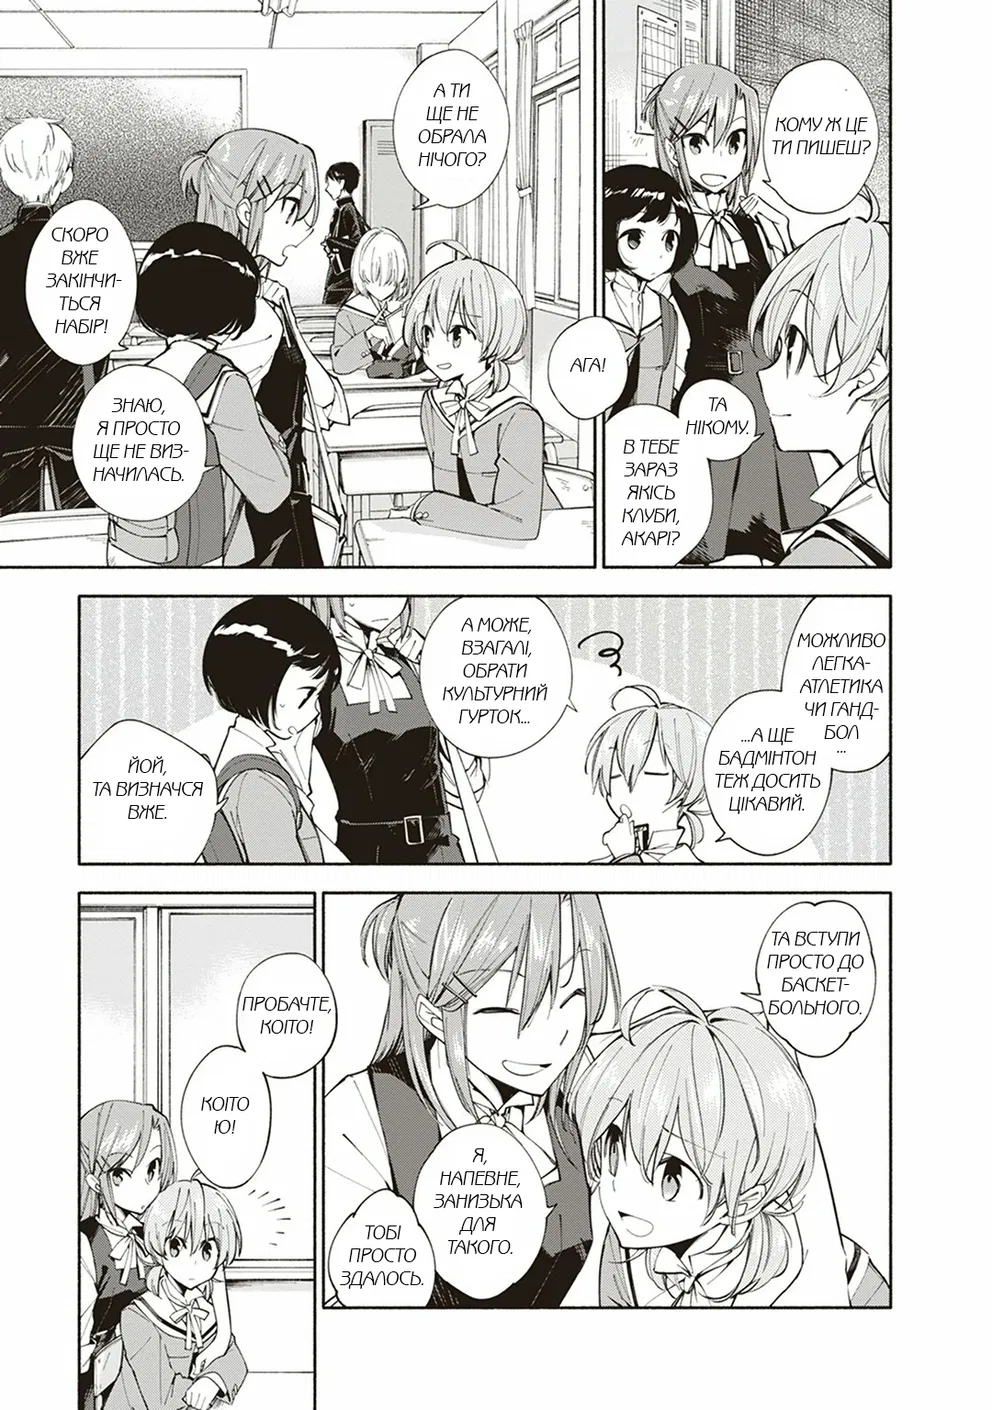 КОМУ Ж ЦЕ
ТИ ПИШЕШ?
ТА
НІКОМУ.
В ТЕБЕ
ЗАРАЗ
ЯКІСЬ
КЛУБИ,
АКАРІ?
АГА!
А ТИ
ЩЕ НЕ
ОБРАЛА
НІЧОГО?
СКОРО
ВЖЕ
ЗАКІНЧИ-
ТЬСЯ
НАБІР!
ЗНАЮ,
Я ПРОСТО
ЩЕ НЕ ВИЗ-
НАЧИЛАСЬ.
МОЖЛИВО
ЛЕГКА-
АТЛЕТИКА
ЧИ ГАНД-
БОЛ
...
...А ЩЕ
БАДМІНТОН
ТЕЖ ДОСИТЬ
ЦІКАВИЙ.
А МОЖЕ,
ВЗАГАЛІ,
ОБРАТИ
КУЛЬТУРНИЙ
ГУРТОК...
ЙОЙ,
ТА ВИЗНАЧСЯ
ВЖЕ.
ТА ВСТУПИ
ПРОСТО ДО
БАСКЕТ-
БОЛЬНОГО.
Я,
НАПЕВНЕ,
ЗАНИЗЬКА
ДЛЯ
ТАКОГО.
ТОБІ
ПРОСТО
ЗДАЛОСЬ.
ПРОБАЧТЕ,
КОІТО!
КОІТО
Ю!